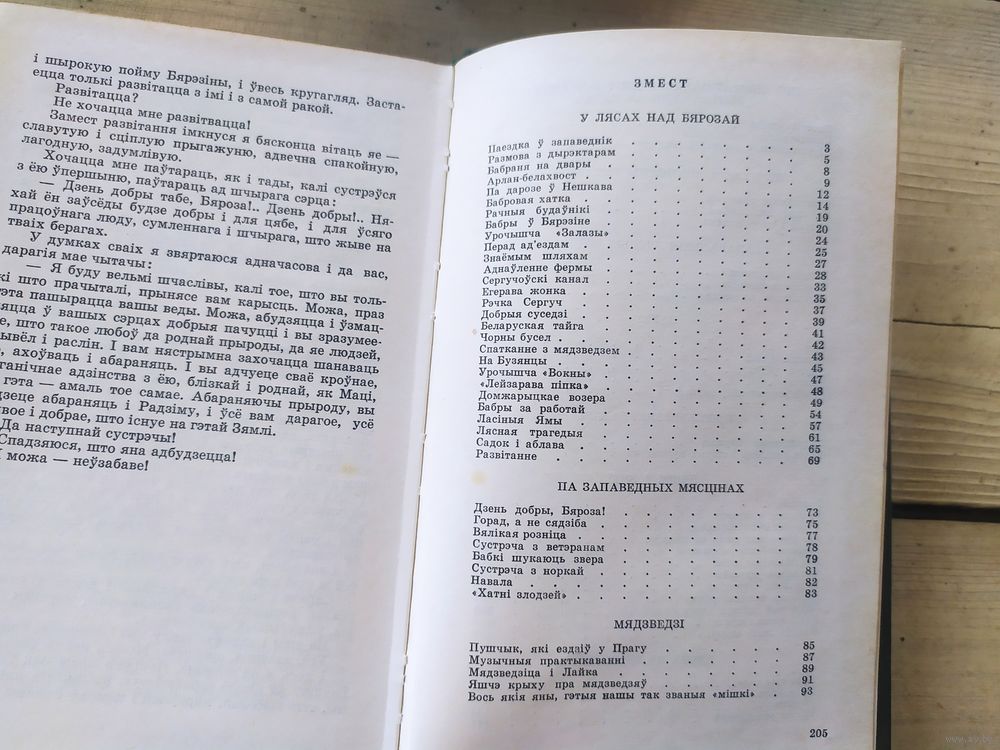 і шырокую пойму Бярэзіны, і ўвесь кругагляд. Заста-
ецца толькі развітацца з імі і з самой ракой.
Развітацца?
Не хочацца мне развітвацца!
Замест развітання імкнуся я бясконца вітаць яе —
славутую і сціплую прыгажуню, адвечна спакойную,
лагодную, задумлівую.
Хочацца мне паўтараць, як і тады, калі сустрэўся
з ёю ўпершыню, паўтараць ад шчырага сэрца:
— Дзень добры табе, Бяроза!.. Дзень добры!.. Ня-
хай ён заўсёды будзе добры і для цябе, і для ўсяго
працоўнага люду, сумленнага і шчырага, што жыве на
тваіх берагах.
У думках сваіх я звяртаюся адначасова і да вас,
дарагія мае чытачы:
— Я буду вельмі шчаслівы, калі тое, што вы толь-
кі што прачыталі, прынясе вам карысць. Можа, праз
гэта пашырацца вашы веды. Можа, абудзяцца і ўзмац-
няцца ў вашых сэрцах добрыя пачуцці і вы зразумее-
це, што такое любоў да роднай прыроды, да яе людзей,
жывёл і раслін. І вам нястрымна захочацца шанаваць
ахоўваць і абараняць. І вы адчуеце сваё кроўнае,
арганічнае адзінства з ёю, блізкай і роднай, як Маці,
гэта — амаль тое самае. Абараняючы прыроду, вы
будзеце абараняць і Радзіму, і ўсё вам дарагое, усё
жывое і добрае, што існуе на гэтай Зямлі.
Да наступнай сустрэчы!
Спадзяюся, што яна адбудзецца!
І можа — неўзабаве!
ЗМЕСТ
У ЛЯСАХ НАД БЯРОЗАЙ
Паездка ў запаведнік . . . . . . . . 3
Размова з дырэктарам . . . . . . . . 5
Бабраня на двары . . . . . . . . 8
Арлан-белахвост . . . . . . . . 9
Па дарозе ў Нешкава . . . . . . . . 12
Бабровая хатка . . . . . . . . 14
Рачныя будаўнікі . . . . . . . . 19
Бабры ў Бярэзіне . . . . . . . . 20
Урочышча «Залазы» . . . . . . . . 24
Перад ад'ездам . . . . . . . . 25
Знаёмым шляхам . . . . . . . . 27
Аднаўленне фермы . . . . . . . . 28
Сергучоўскі канал . . . . . . . . 33
Егерава жонка . . . . . . . . 35
Рэчка Сергуч . . . . . . . . 37
Добрыя суседзі . . . . . . . . 39
Беларуская тайга . . . . . . . . 41
Чорны бусел . . . . . . . . 42
Спатканне з мядзведзем . . . . . . . . 43
На Бузянцы . . . . . . . . 45
Урочышча «Вокны» . . . . . . . . 47
«Лейзарава піпка» . . . . . . . . 48
Домжарыцкае возера . . . . . . . . 49
Бабры за работай . . . . . . . . 54
Ласіныя Ямы . . . . . . . . 57
Лясная трагедыя . . . . . . . . 61
Садок і аблава . . . . . . . . 65
Развітанне . . . . . . . . 69
ПА ЗАПАВЕДНЫХ МЯСЦІНАХ
Дзень добры, Бяроза! . . . . . . . . 73
Горад, а не сядзіба . . . . . . . . 75
Вялікая розніца . . . . . . . . 77
Сустрэча з ветэранам . . . . . . . . 78
Бабкі шукаюць звера . . . . . . . . 79
Сустрэча з норкай . . . . . . . . 81
Навала . . . . . . . . 82
«Хатні злодзей» . . . . . . . . 83
МЯДЗВЕДЗІ
Пушчык, які ездзіў у Прагу . . . . . . 85
Музычныя практыкаванні . . . . . . 87
Мядзведзіца і Лайка . . . . . . . 89
Яшчэ крыху пра мядзведзяў . . . . . . 91
Вось якія яны, гэтыя нашы так званыя «мішкі» . . 93
205